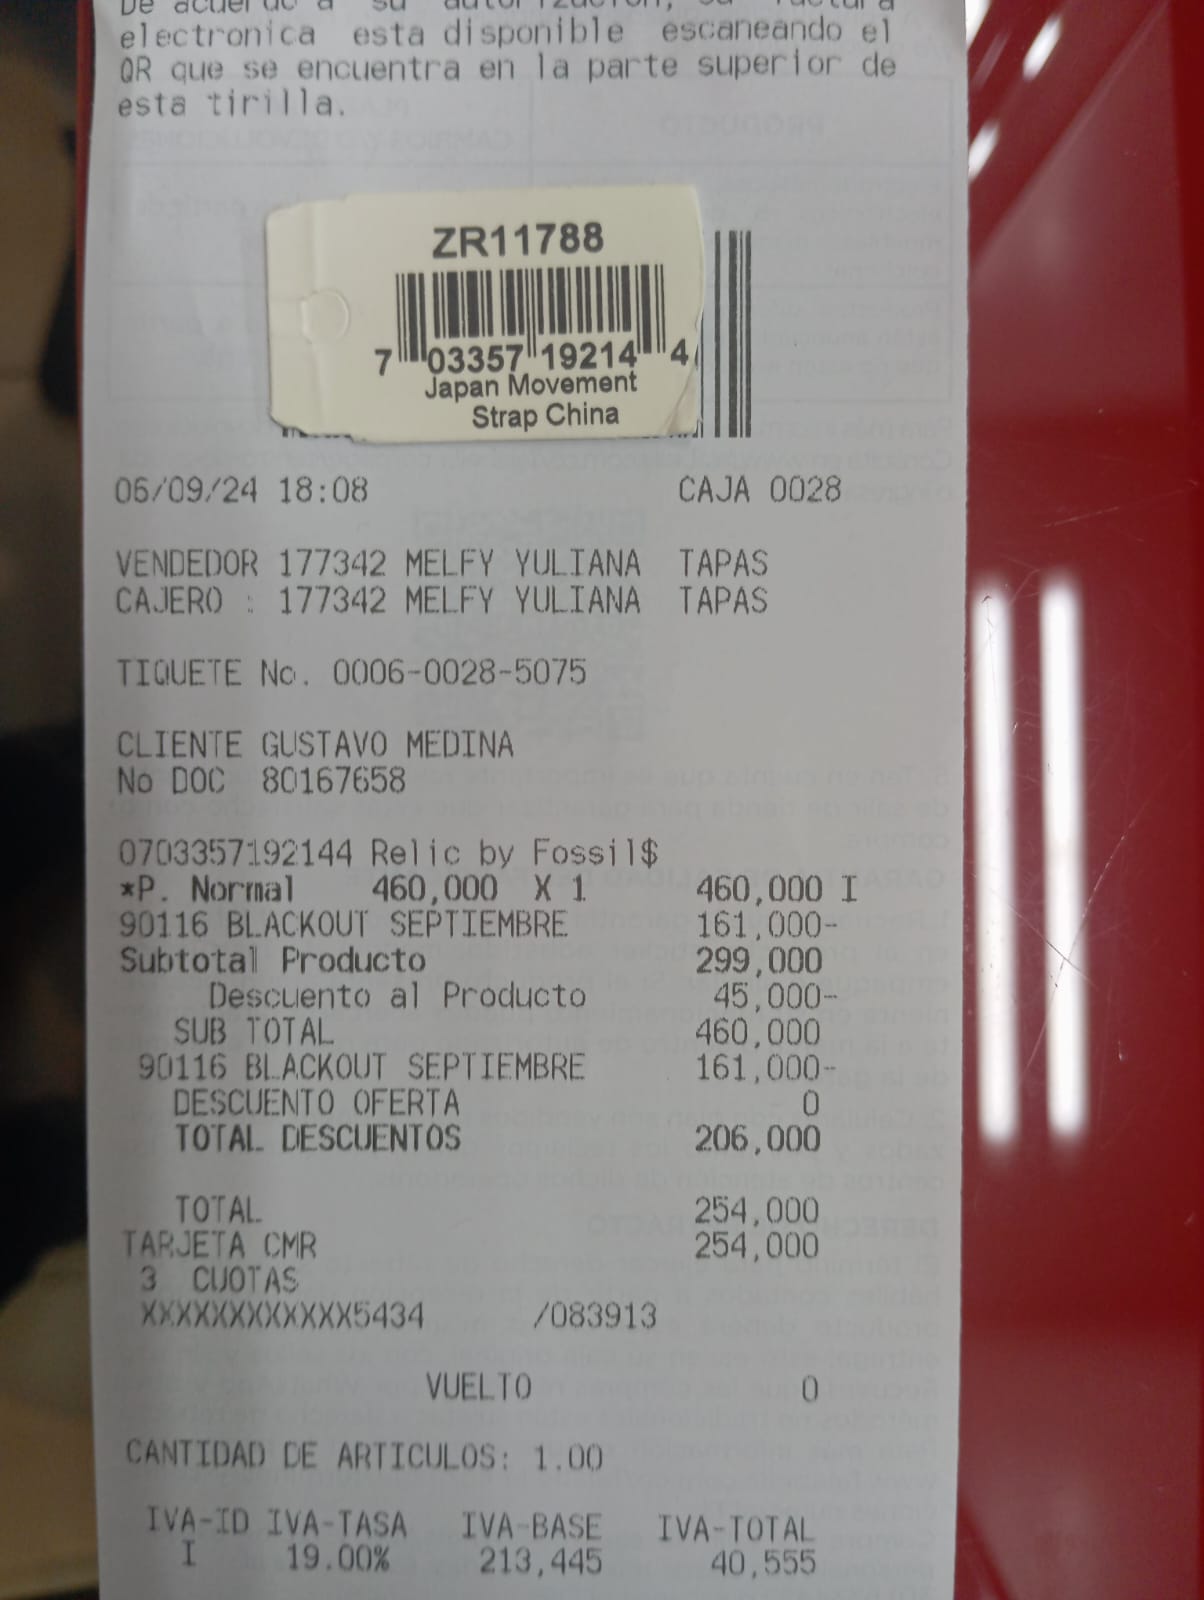 De acuerdo a su autorización, su factura
electronica esta disponible escaneando el
QR que se encuentra en la parte superior de
esta tirilla.
ZR11788
7 03357 19214 4
Japan Movement
Strap China
06/09/24 18:08 CAJA 0028
VENDEDOR 177342 MELFY YULIANA TAPAS
CAJERO : 177342 MELFY YULIANA TAPAS
TIQUETE No. 0006-0028-5075
CLIENTE GUSTAVO MEDINA
No DOC 80167658
0703357192144 Relic by Fossil$
*P. Normal 460,000 X 1 460,000 I
90116 BLACKOUT SEPTIEMBRE 161,000-
Subtotal Producto 299,000
Descuento al Producto 45,000-
SUB TOTAL 460,000
90116 BLACKOUT SEPTIEMBRE 161,000-
DESCUENTO OFERTA 0
TOTAL DESCUENTOS 206,000
TOTAL 254,000
TARJETA CMR 254,000
3 CUOTAS
XXXXXXXXXXXX5434 /083913
VUELTO 0
CANTIDAD DE ARTICULOS: 1.00
IVA-ID IVA-TASA IVA-BASE IVA-TOTAL
I 19.00% 213,445 40,555